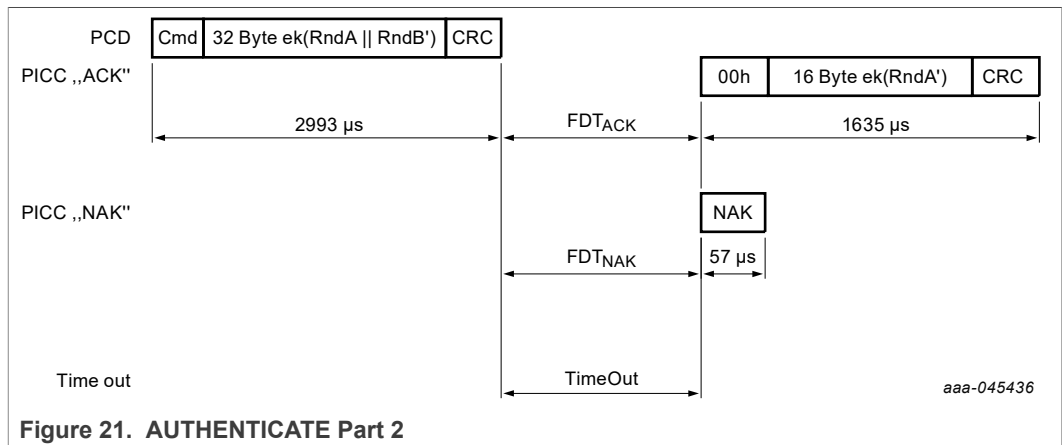 PCD Cmd 32 Byte ek(RndA || RndB') CRC
PICC ,,ACK'' 00h 16 Byte ek(RndA') CRC
2993 µs FDTACK 1635 µs
PICC ,,NAK'' NAK
FDTNAK 57 µs
Time out TimeOut aaa-045436
Figure 21. AUTHENTICATE Part 2